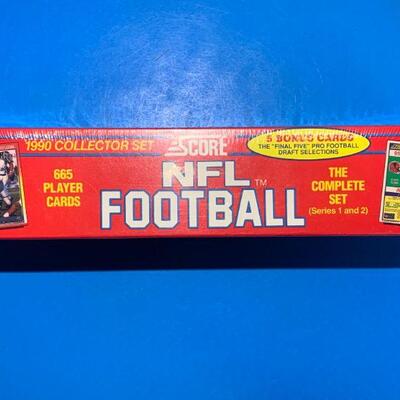 1990 COLLECTOR SET
SCORE
5 BONUS CARDS
THE "FINAL FIVE" PRO FOOTBALL
DRAFT SELECTIONS
665
PLAYER
CARDS
NFL™
FOOTBALL
THE
COMPLETE
SET
(Series 1 and 2)